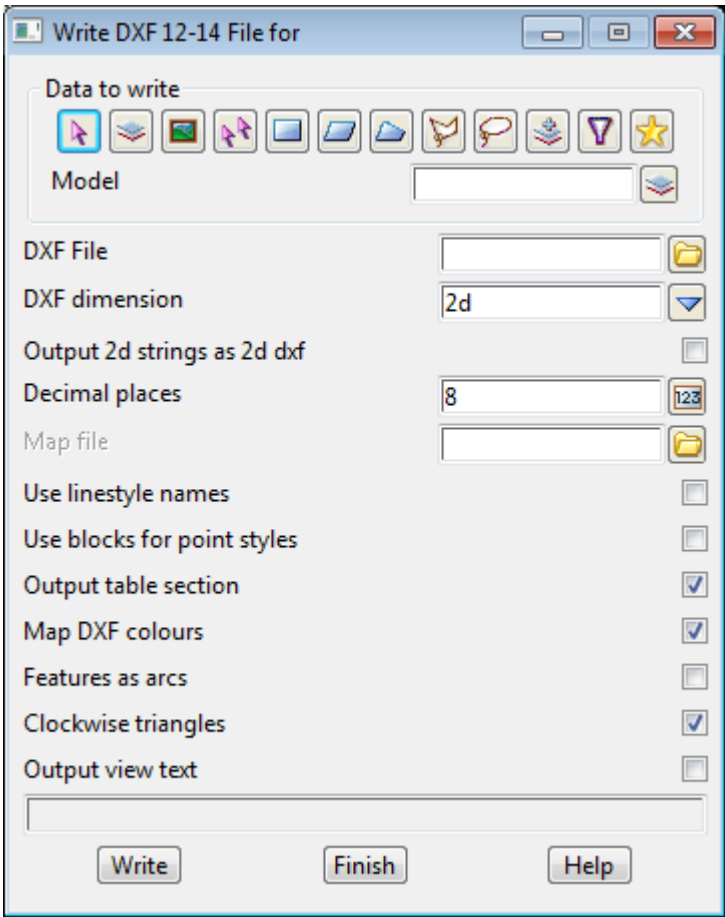 Write DXF 12-14 File for
Data to write
Model
DXF File
DXF dimension 2d
Output 2d strings as 2d dxf
Decimal places 8 123
Map file
Use linestyle names
Use blocks for point styles
Output table section
Map DXF colours
Features as arcs
Clockwise triangles
Output view text
Write Finish Help